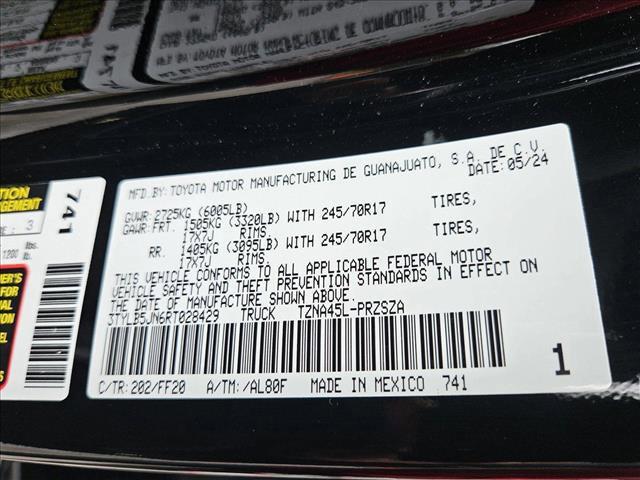 MFD.BY: TOYOTA MOTOR MANUFACTURING DE GUANAJUATO, S.A. DE C.V.
DATE: 05/24
GVWR: 2725KG (6005LB)
GAWR: FRT. 1505KG (3320LB) WITH 245/70R17 TIRES,
17X7J RIMS.
RR. 1405KG (3095LB) WITH 245/70R17 TIRES,
17X7J RIMS.
THIS VEHICLE CONFORMS TO ALL APPLICABLE FEDERAL MOTOR
VEHICLE SAFETY AND THEFT PREVENTION STANDARDS IN EFFECT ON
THE DATE OF MANUFACTURE SHOWN ABOVE.
3TYLB5JN6RT028429 TRUCK TZNA45L-PRZSZA
C/TR: 202/FF20 A/TM: /AL80F MADE IN MEXICO 741
1
741
3
1200 lbs.